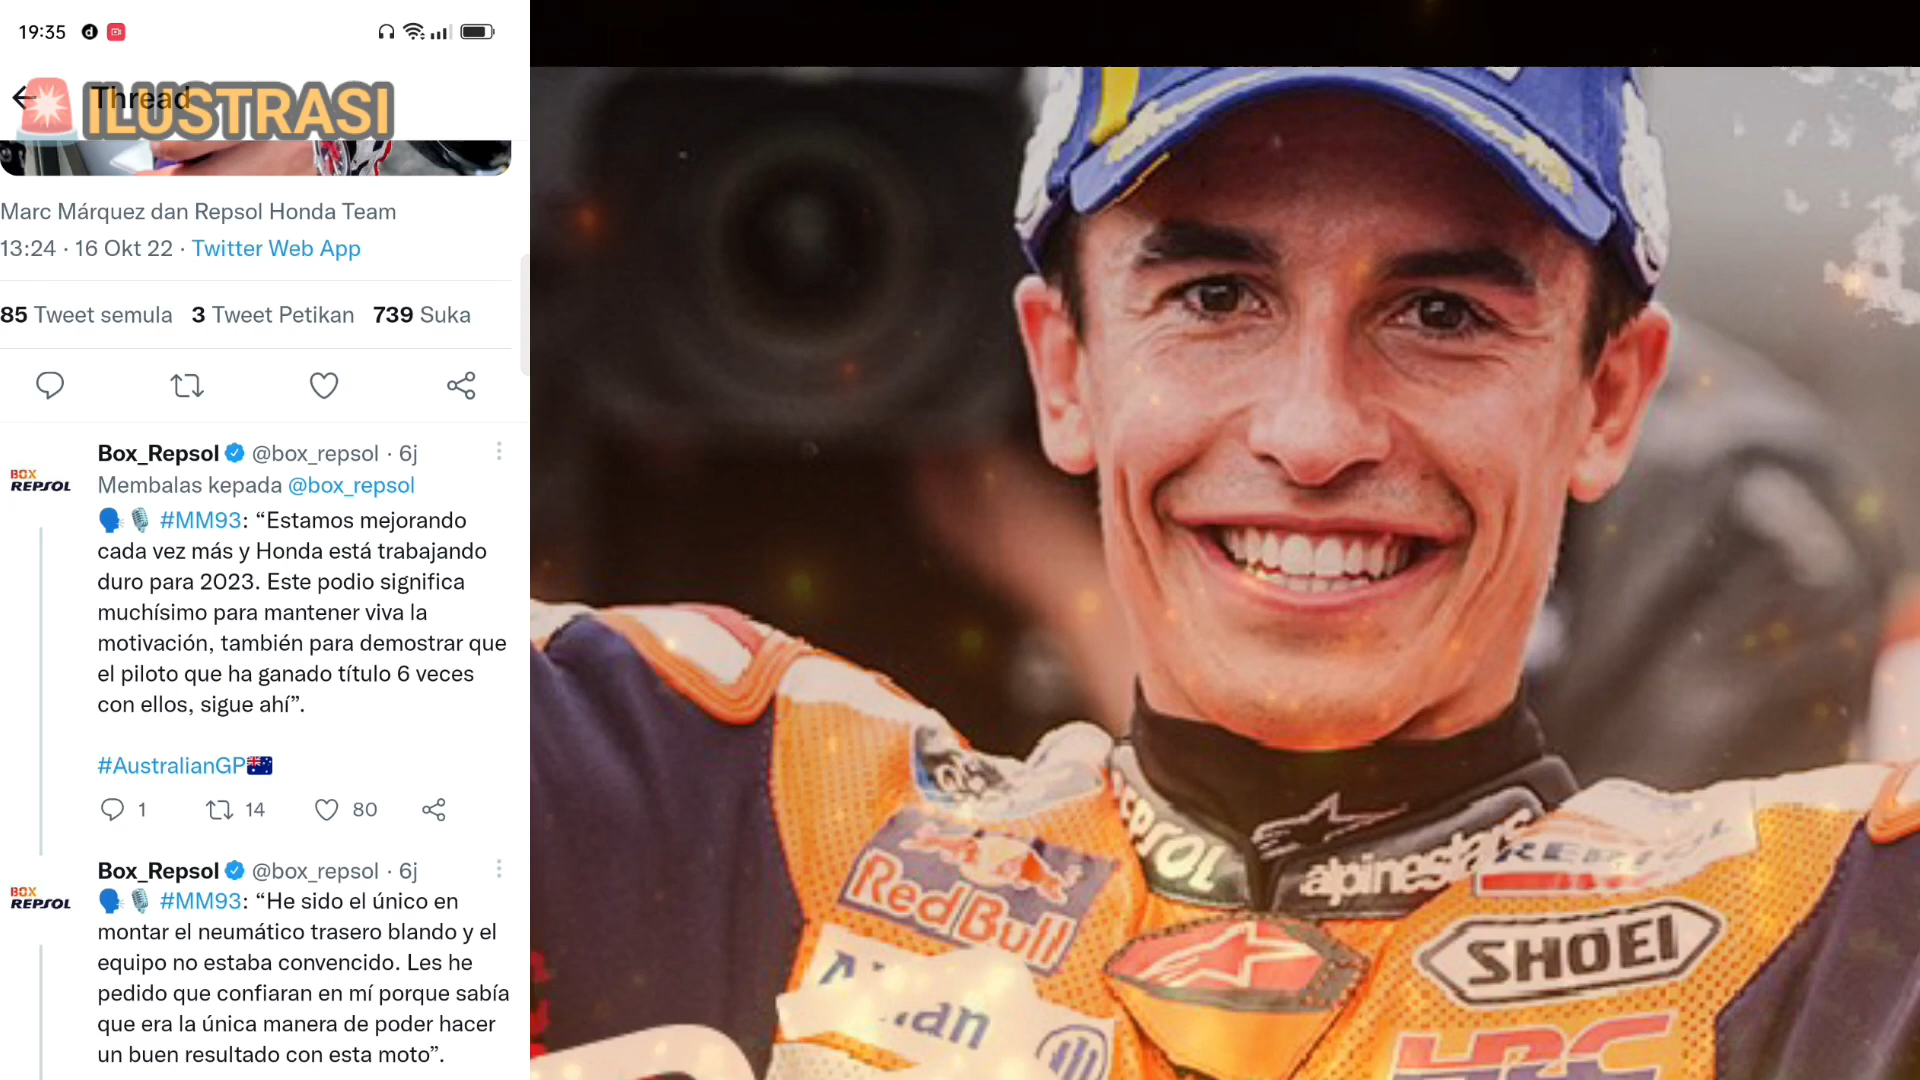 19:35
Thread
ILUSTRASI
Marc Márquez dan Repsol Honda Team
13:24 · 16 Okt 22 · Twitter Web App
85 Tweet semula 3 Tweet Petikan 739 Suka
Box_Repsol @box_repsol · 6j
BOX
REPSOL
Membalas kepada @box_repsol
#MM93: “Estamos mejorando
cada vez más y Honda está trabajando
duro para 2023. Este podio significa
muchísimo para mantener viva la
motivación, también para demostrar que
el piloto que ha ganado título 6 veces
con ellos, sigue ahí”.
#AustralianGP
1 14 80
Box_Repsol @box_repsol · 6j
BOX
REPSOL
#MM93: “He sido el único en
montar el neumático trasero blando y el
equipo no estaba convencido. Les he
pedido que confiaran en mí porque sabía
que era la única manera de poder hacer
un buen resultado con esta moto”.
alpinestars
Red Bull
SHOEI
HRC